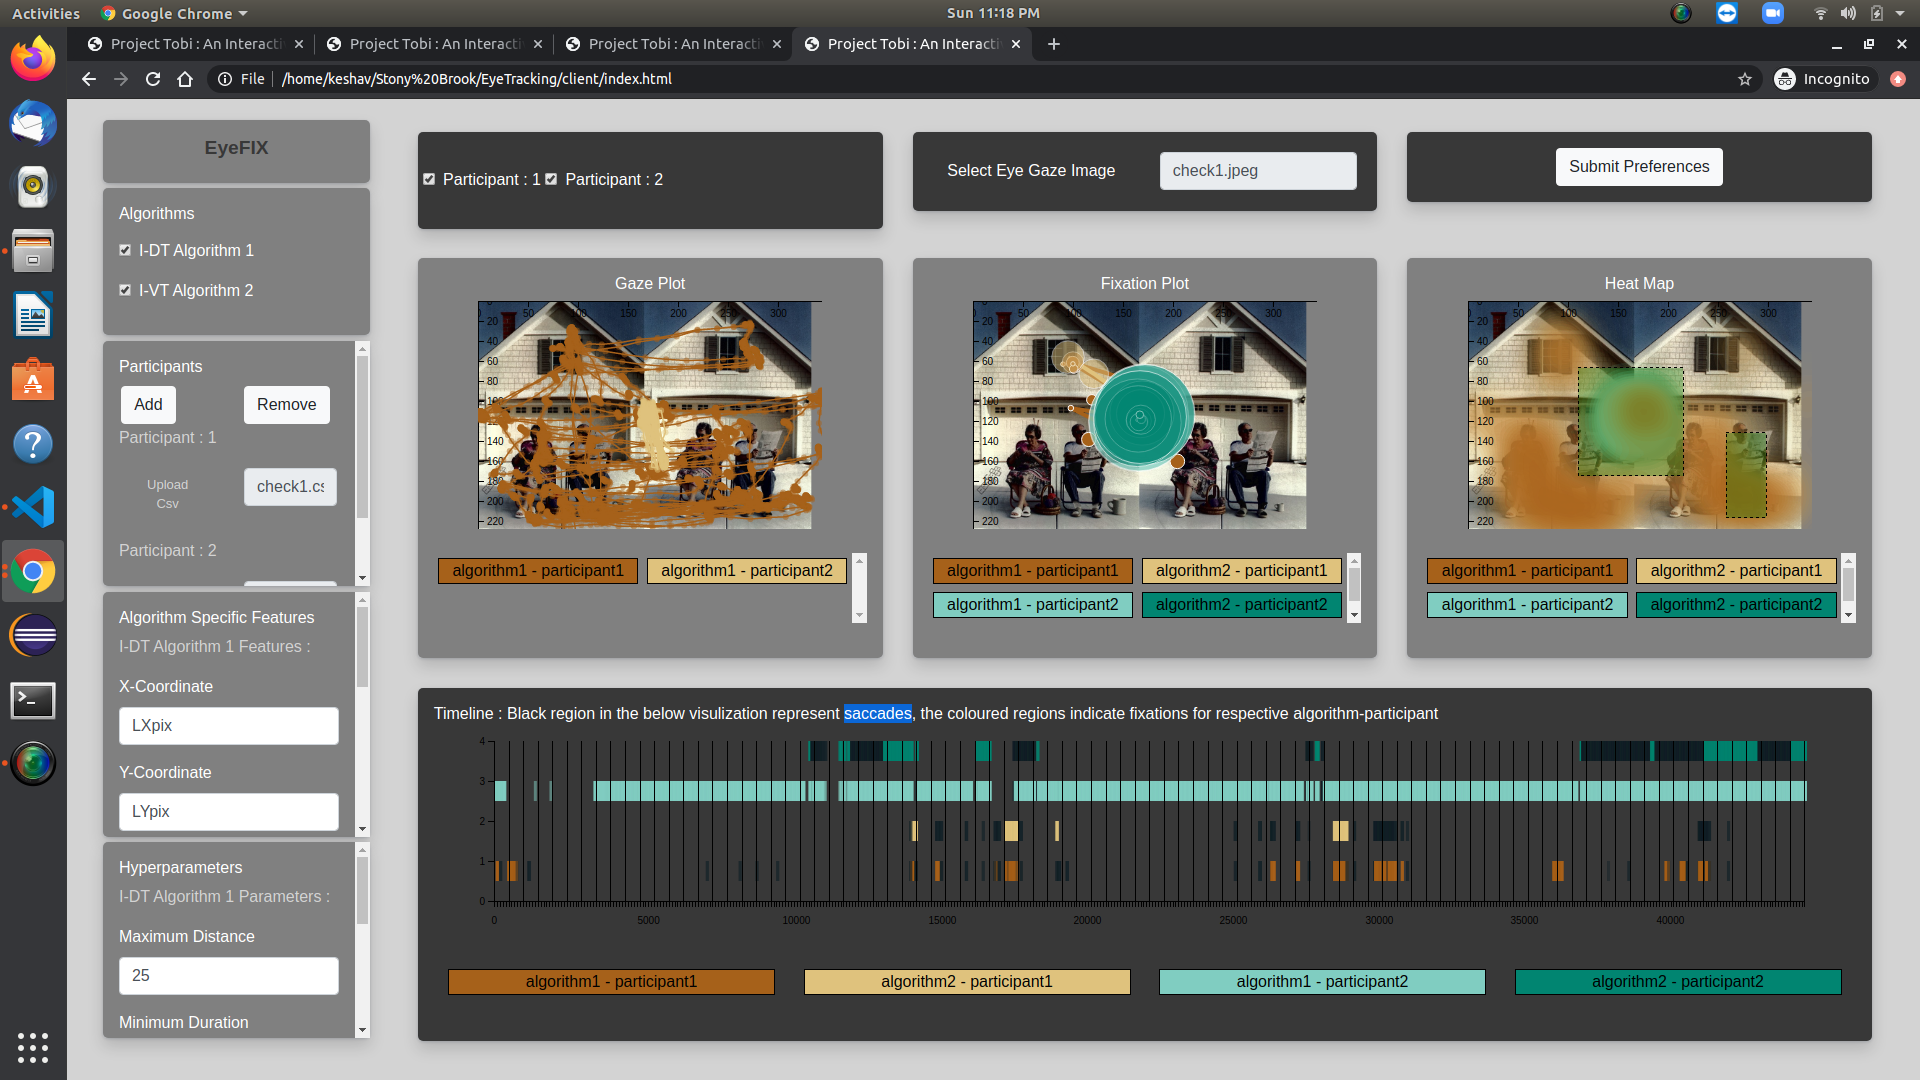 Activities
Google Chrome
Sun 11:18 PM
Project Tobi : An Interacti
Project Tobi : An Interacti
Project Tobi : An Interacti
Project Tobi : An Interacti
File
/home/keshav/Stony%20Brook/EyeTracking/client/index.html
Incognito
EyeFIX
Algorithms
I-DT Algorithm 1
I-VT Algorithm 2
Participants
Add Remove
Participant : 1
Upload
Csv
check1.cs
Participant : 2
Algorithm Specific Features
I-DT Algorithm 1 Features :
X-Coordinate
LXpix
Y-Coordinate
LYpix
Hyperparameters
I-DT Algorithm 1 Parameters :
Maximum Distance
25
Minimum Duration
Participant : 1 Participant : 2
Select Eye Gaze Image
check1.jpeg
Submit Preferences
Gaze Plot
0 50 100 150 200 250 300
20
40
60
80
100
120
140
160
180
200
220
algorithm1 - participant1 algorithm1 - participant2
Fixation Plot
0 50 100 150 200 250 300
20
40
60
80
100
120
140
160
180
200
220
algorithm1 - participant1 algorithm2 - participant1
algorithm1 - participant2 algorithm2 - participant2
Heat Map
0 50 100 150 200 250 300
20
40
60
80
100
120
140
160
180
200
220
algorithm1 - participant1 algorithm2 - participant1
algorithm1 - participant2 algorithm2 - participant2
Timeline : Black region in the below visulization represent saccades, the coloured regions indicate fixations for respective algorithm-participant
4
3
2
1
0
0 5000 10000 15000 20000 25000 30000 35000 40000
algorithm1 - participant1 algorithm2 - participant1 algorithm1 - participant2 algorithm2 - participant2